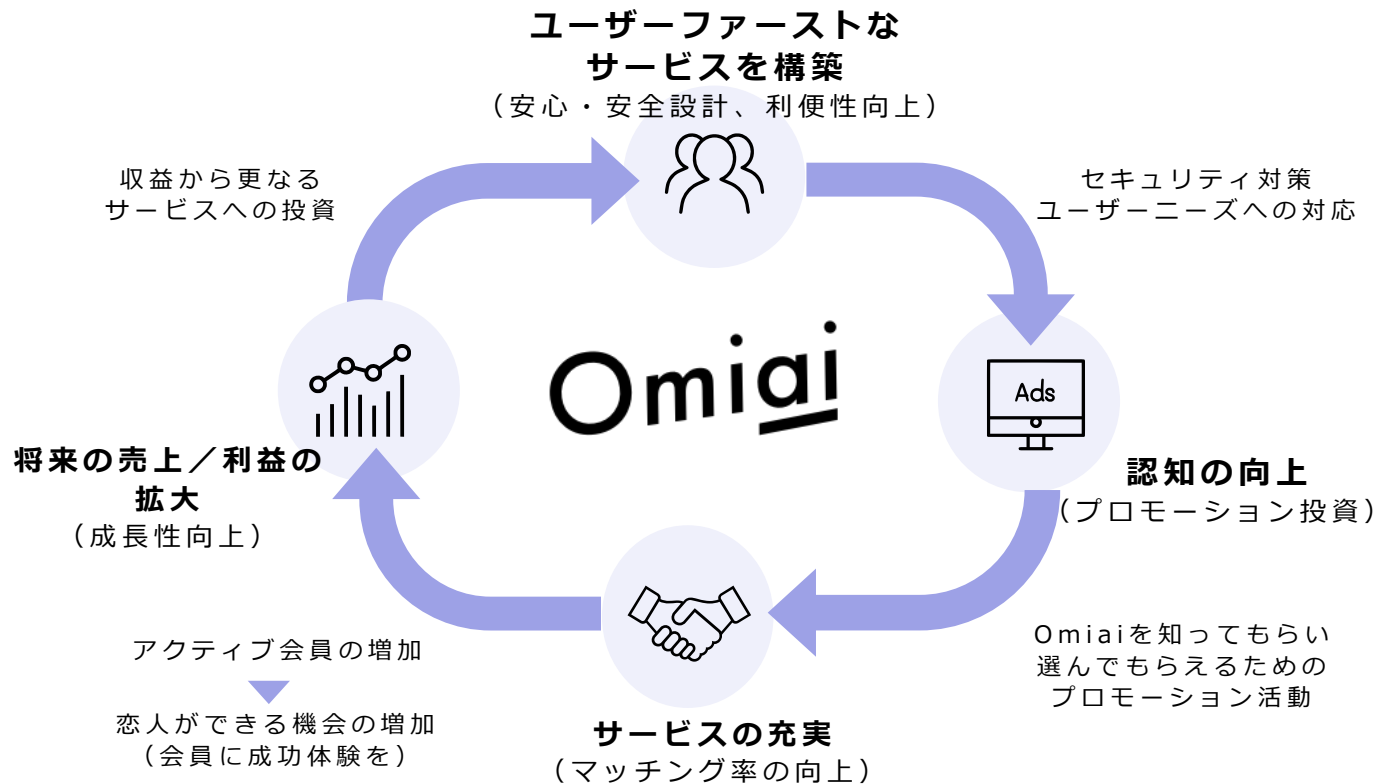 ユーザーファーストな
サービスを構築
（安心・安全設計、利便性向上）
収益から更なる
サービスへの投資
セキュリティ対策
ユーザーニーズへの対応
Omiai
Ads
将来の売上／利益の
拡大
（成長性向上）
認知の向上
（プロモーション投資）
アクティブ会員の増加
恋人ができる機会の増加
（会員に成功体験を）
Omiaiを知ってもらい
選んでもらえるための
プロモーション活動
サービスの充実
（マッチング率の向上）